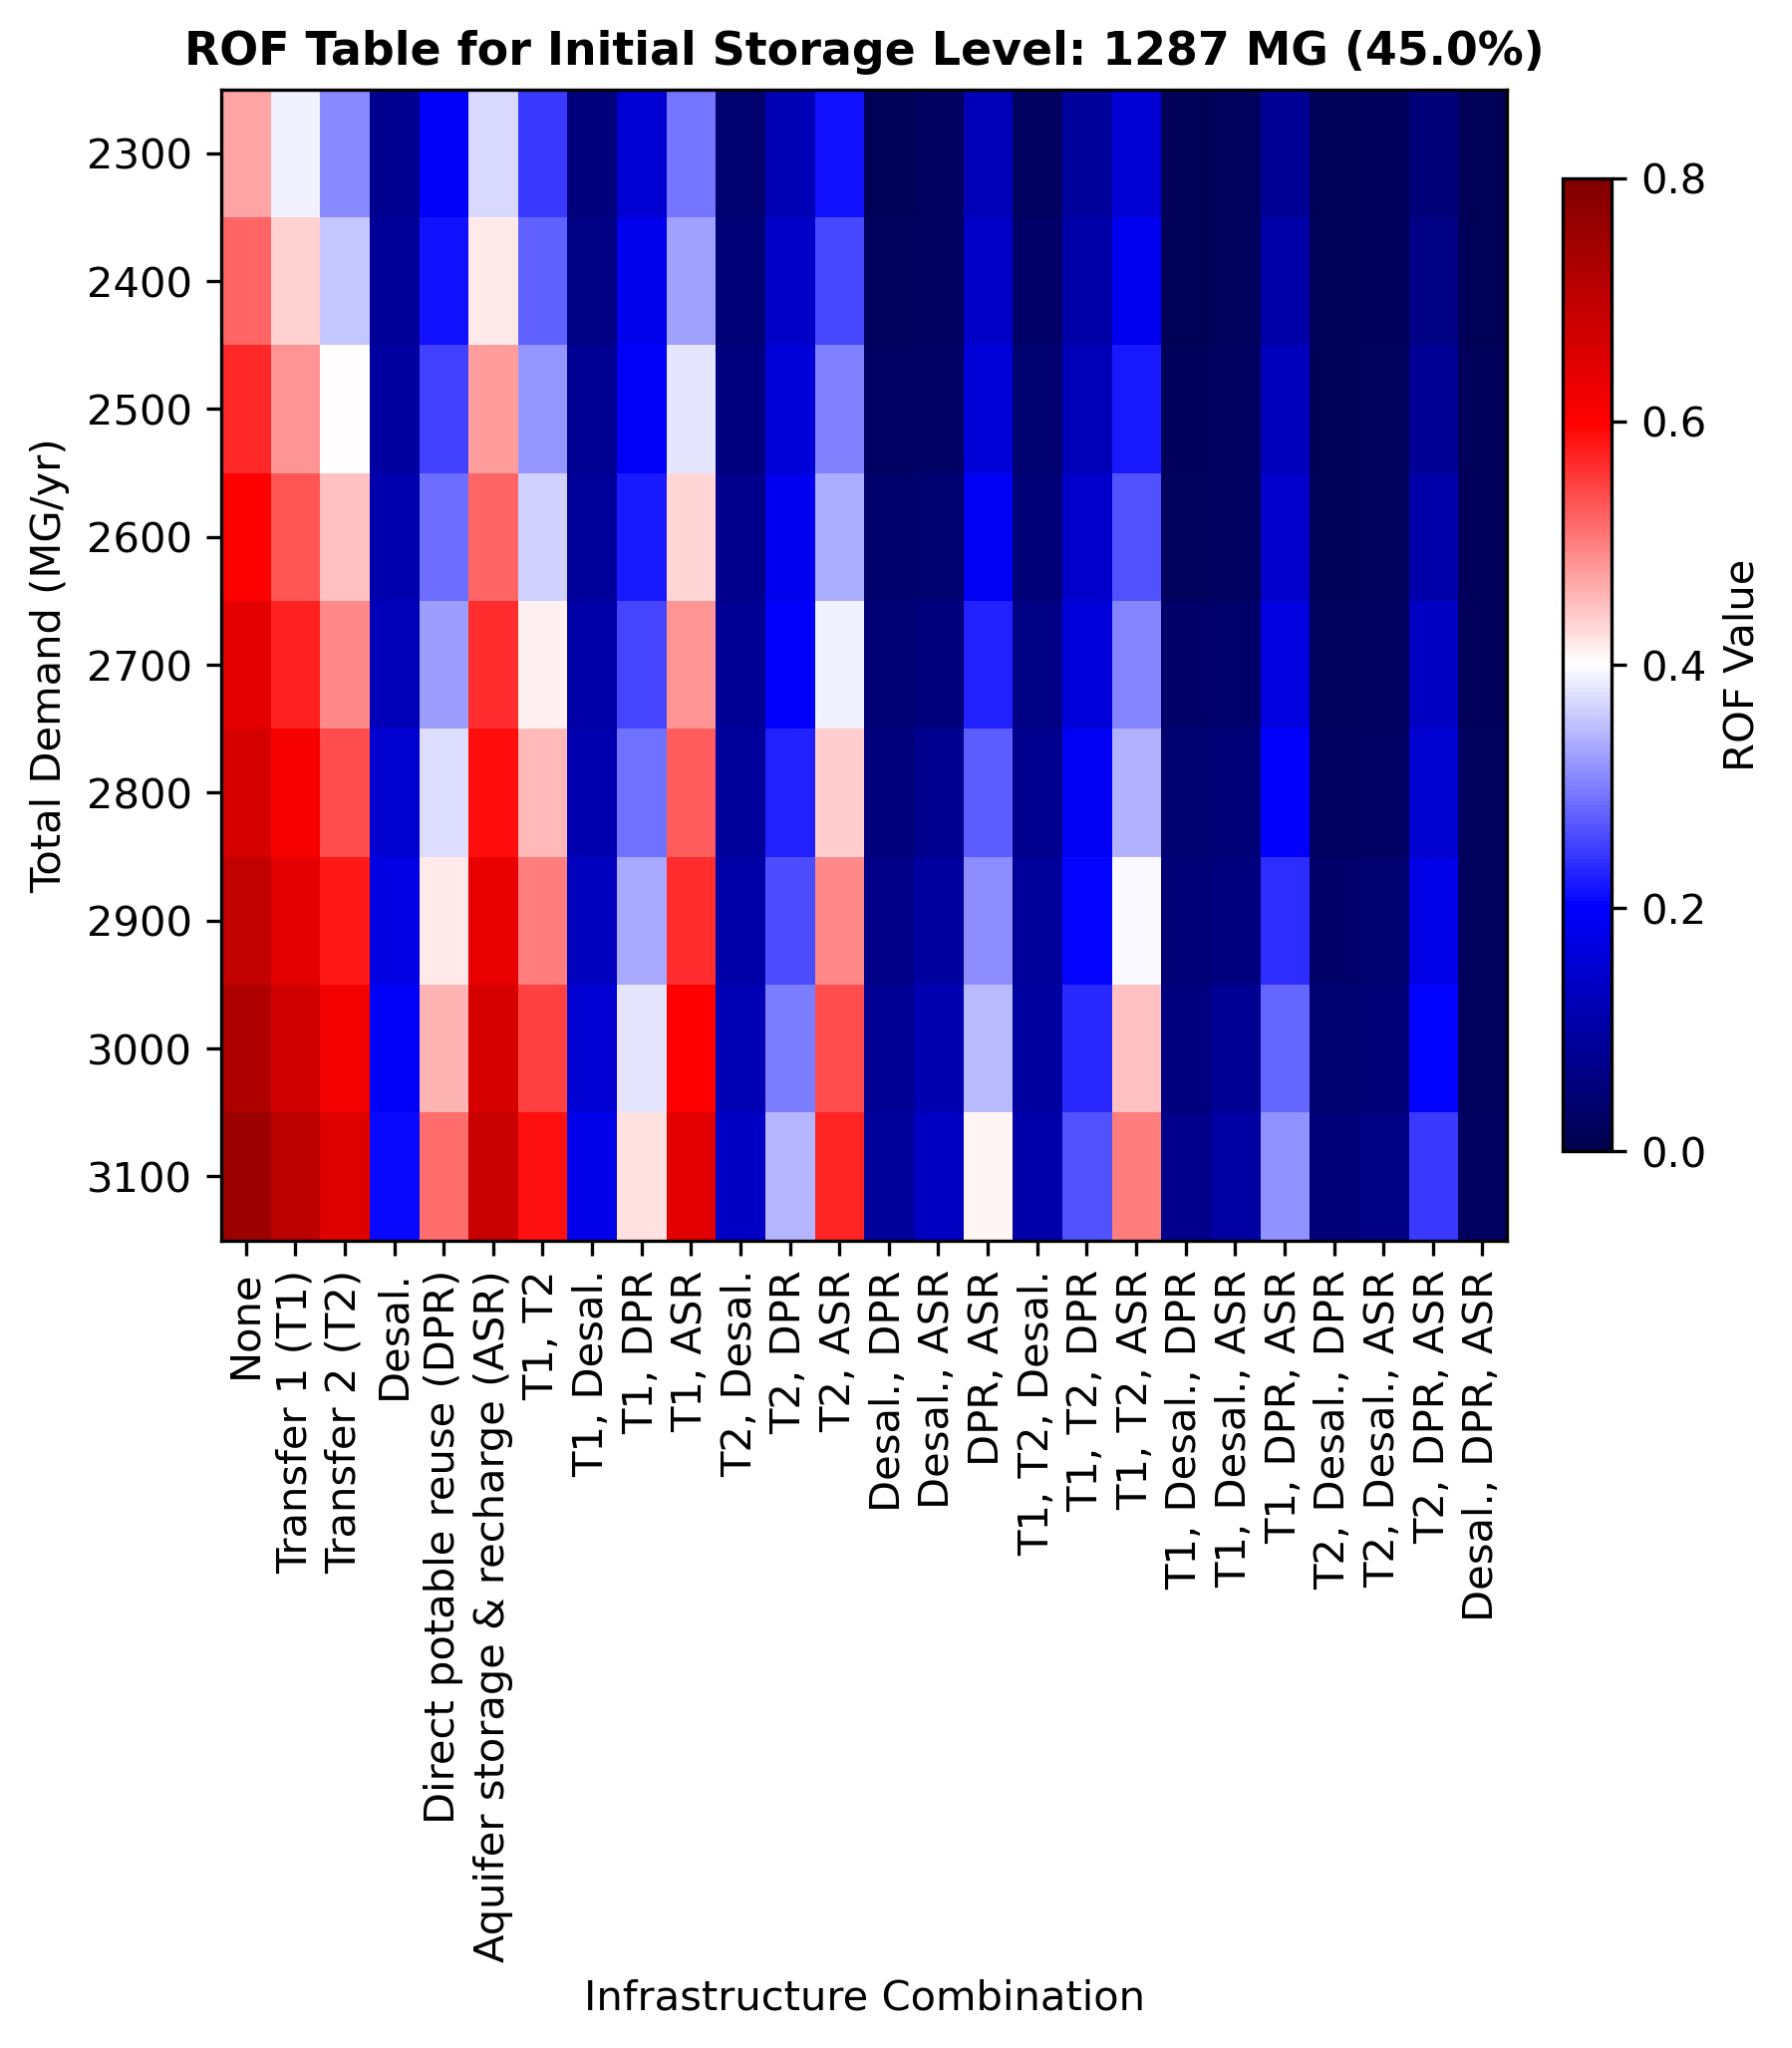 ROF Table for Initial Storage Level: 1287 MG (45.0%)
Total Demand (MG/yr)
2300
2400
2500
2600
2700
2800
2900
3000
3100
None
Transfer 1 (T1)
Transfer 2 (T2)
Desal.
Direct potable reuse (DPR)
Aquifer storage & recharge (ASR)
T1, T2
T1, Desal.
T1, DPR
T1, ASR
T2, Desal.
T2, DPR
T2, ASR
Desal., DPR
Desal., ASR
DPR, ASR
T1, T2, Desal.
T1, T2, DPR
T1, T2, ASR
T1, Desal., DPR
T1, Desal., ASR
T1, DPR, ASR
T2, Desal., DPR
T2, Desal., ASR
T2, DPR, ASR
Desal., DPR, ASR
Infrastructure Combination
0.8
0.6
0.4
0.2
0.0
ROF Value